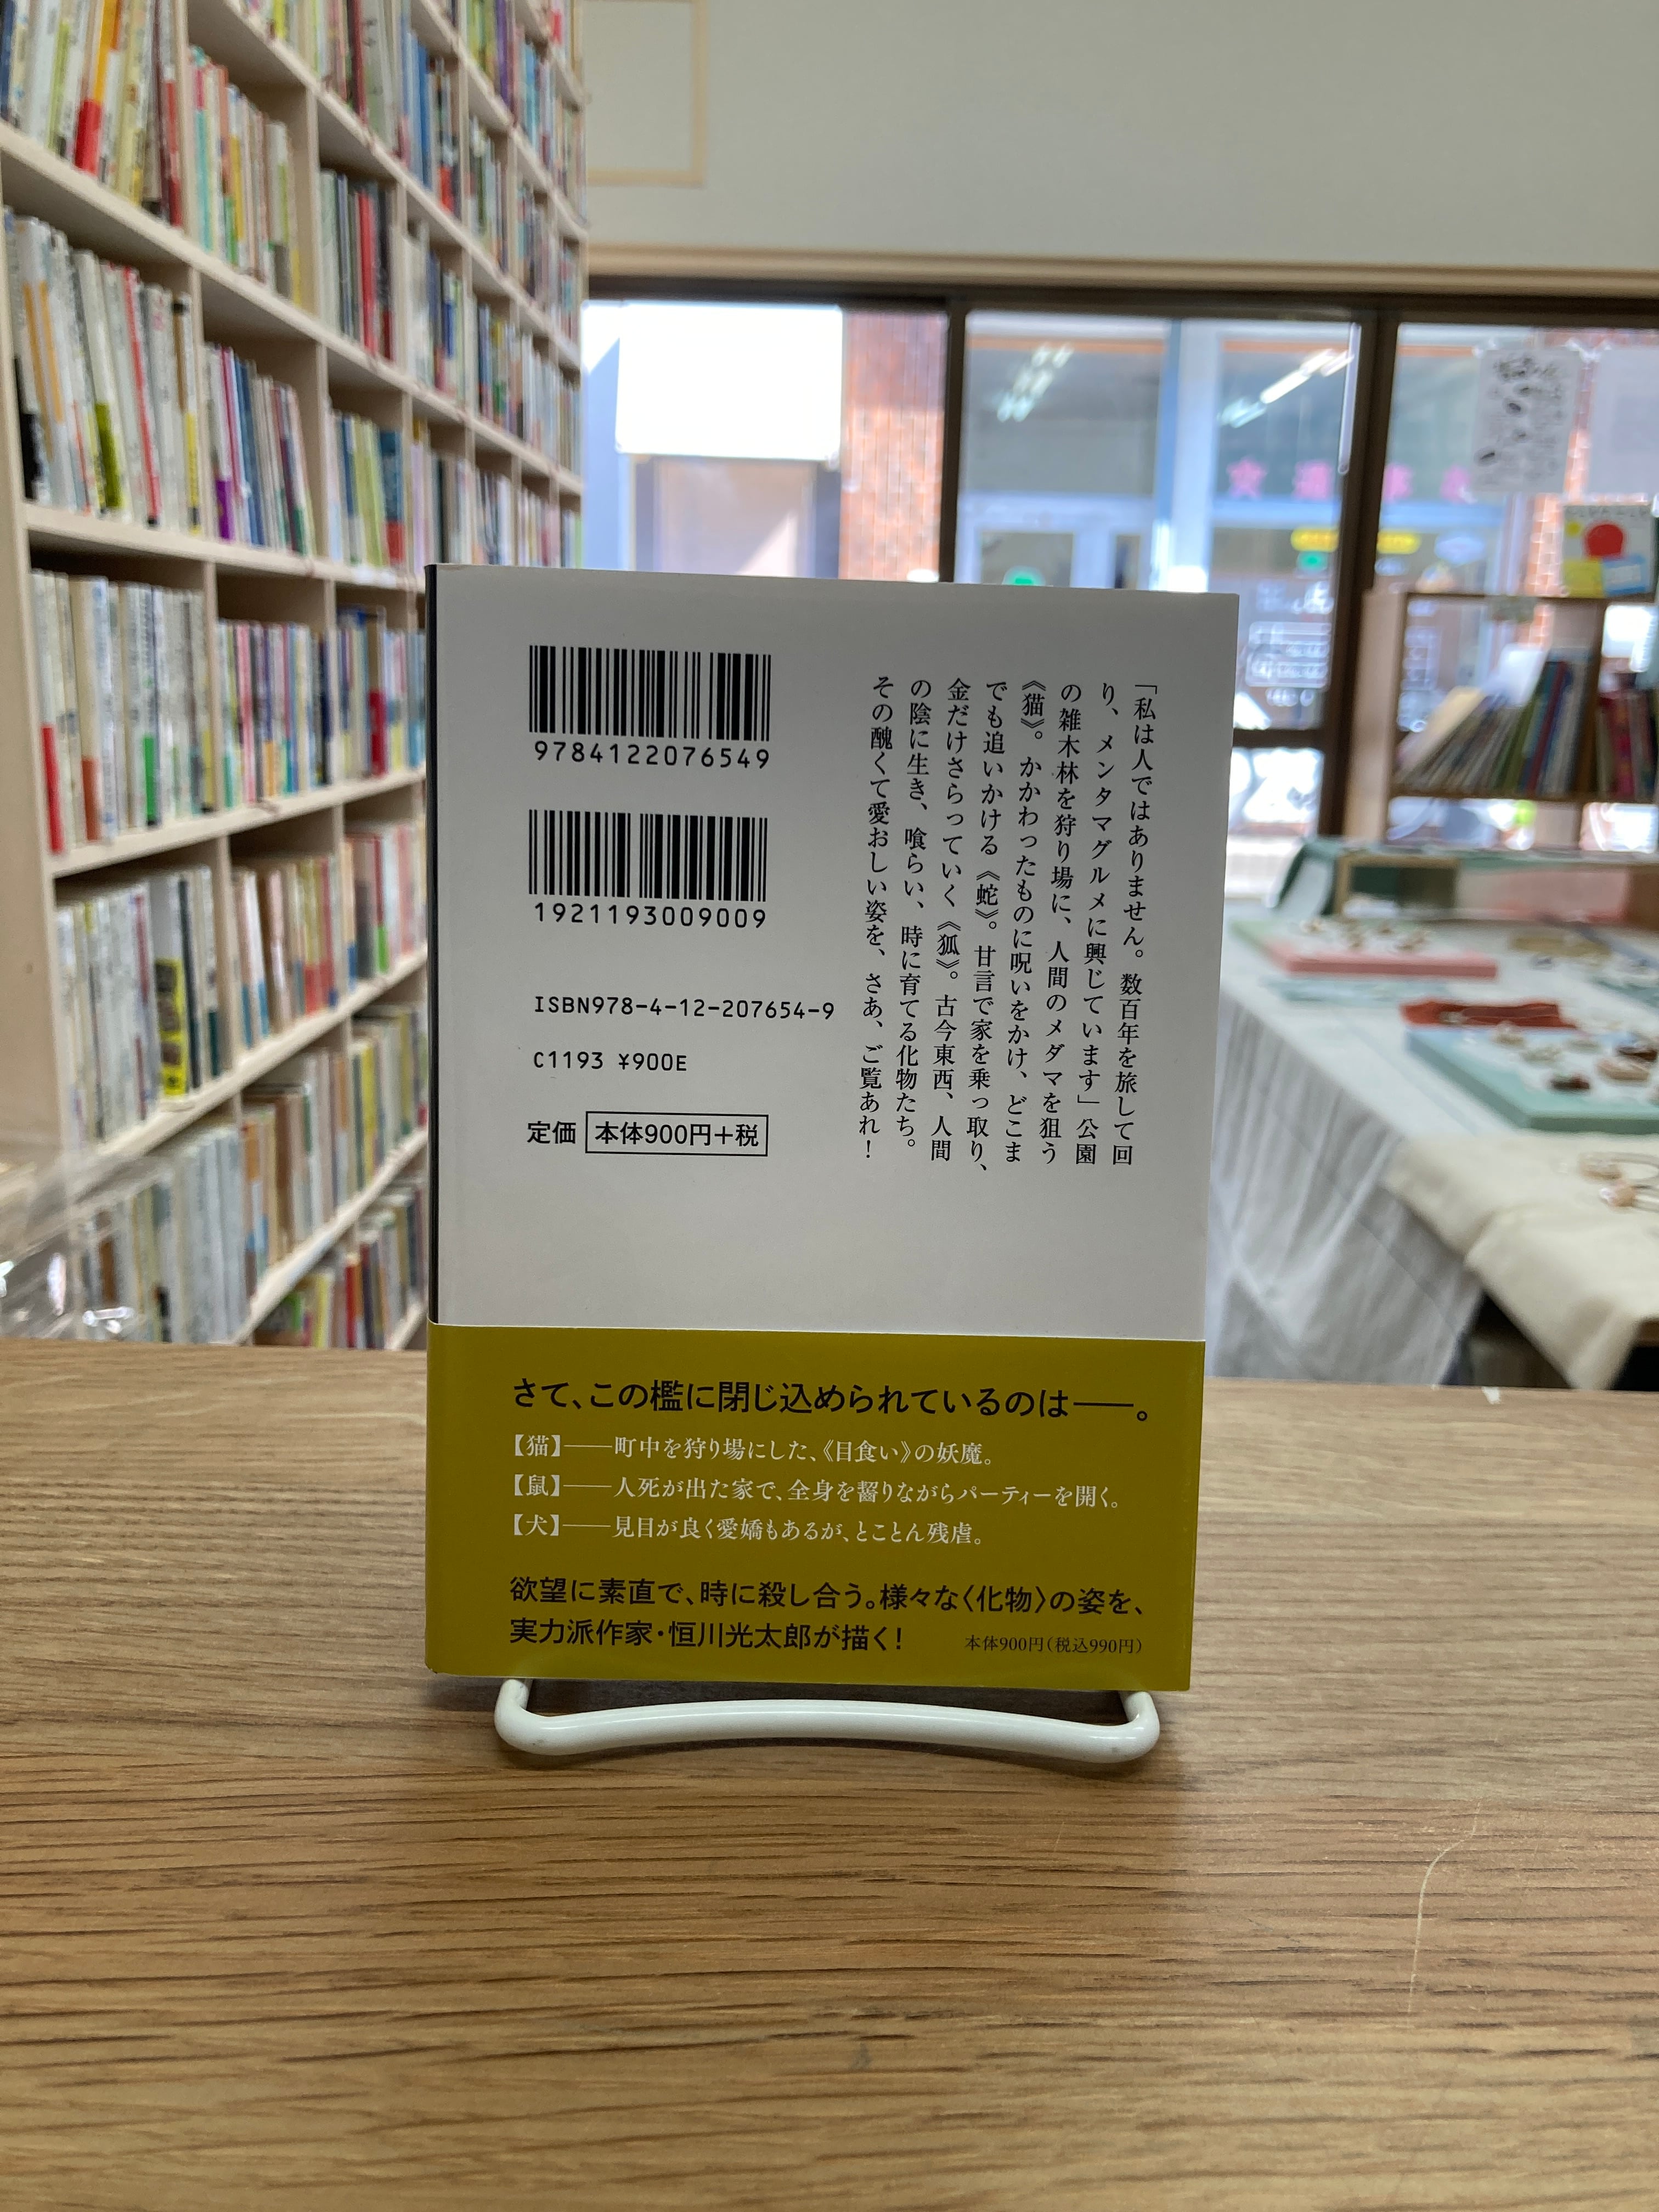 「私は人ではありません。数百年を旅して回
り、メンタマグルメに興じています」公園
の雑木林を狩り場に、人間のメダマを狙う
《猫》。かかわったものに呪いをかけ、どこま
でも追いかける《蛇》。甘言で家を乗っ取り、
金だけさらっていく《狐》。古今東西、人間
の陰に生き、喰らい、時に育てる化物たち。
その醜くて愛おしい姿を、さあ、ご覧あれ！
9784122076549
1921193009009
ISBN978-4-12-207654-9
C1193 ¥900E
定価 本体900円+税
さて、この檻に閉じ込められているのは――。
【猫】――町中を狩り場にした、《目食い》の妖魔。
【鼠】――人死が出た家で、全身を齧りながらパーティーを開く。
【犬】――見目が良く愛嬌もあるが、とことん残虐。
欲望に素直で、時に殺し合う。様々な〈化物〉の姿を、
実力派作家・恒川光太郎が描く！
本体900円（税込990円）